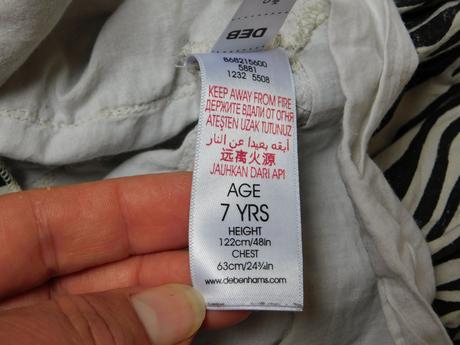 DEB
868215600
5881
1232 5508
KEEP AWAY FROM FIRE
ДЕРЖИТЕ ВДАЛИ ОТ ОГНЯ
ATEŞTEN UZAK TUTUNUZ
أبقه بعيدا عن النار
远离火源
JAUHKAN DARI API
AGE
7 YRS
HEIGHT
122cm/48in
CHEST
63cm/24¾in
www.debenhams.com